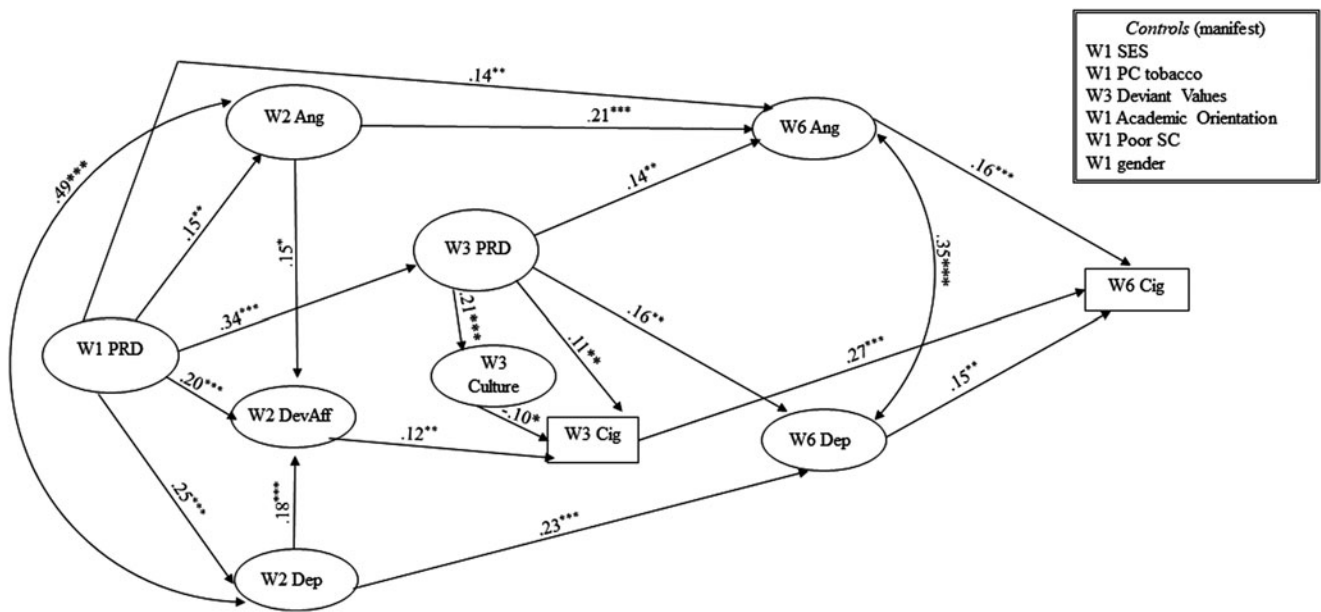 Controls (manifest)
W1 SES
W1 PC tobacco
W3 Deviant Values
W1 Academic Orientation
W1 Poor SC
W1 gender
.14**
W2 Ang
.21***
W6 Ang
.49***
.15**
.15*
.14**
.16***
W3 PRD
.35***
W6 Cig
.34***
.21***
.11**
.16**
W1 PRD
.27***
W3
Culture
.20***
.15**
W2 DevAff
-.10*
W3 Cig
W6 Dep
.12**
.25***
.18***
.23***
W2 Dep